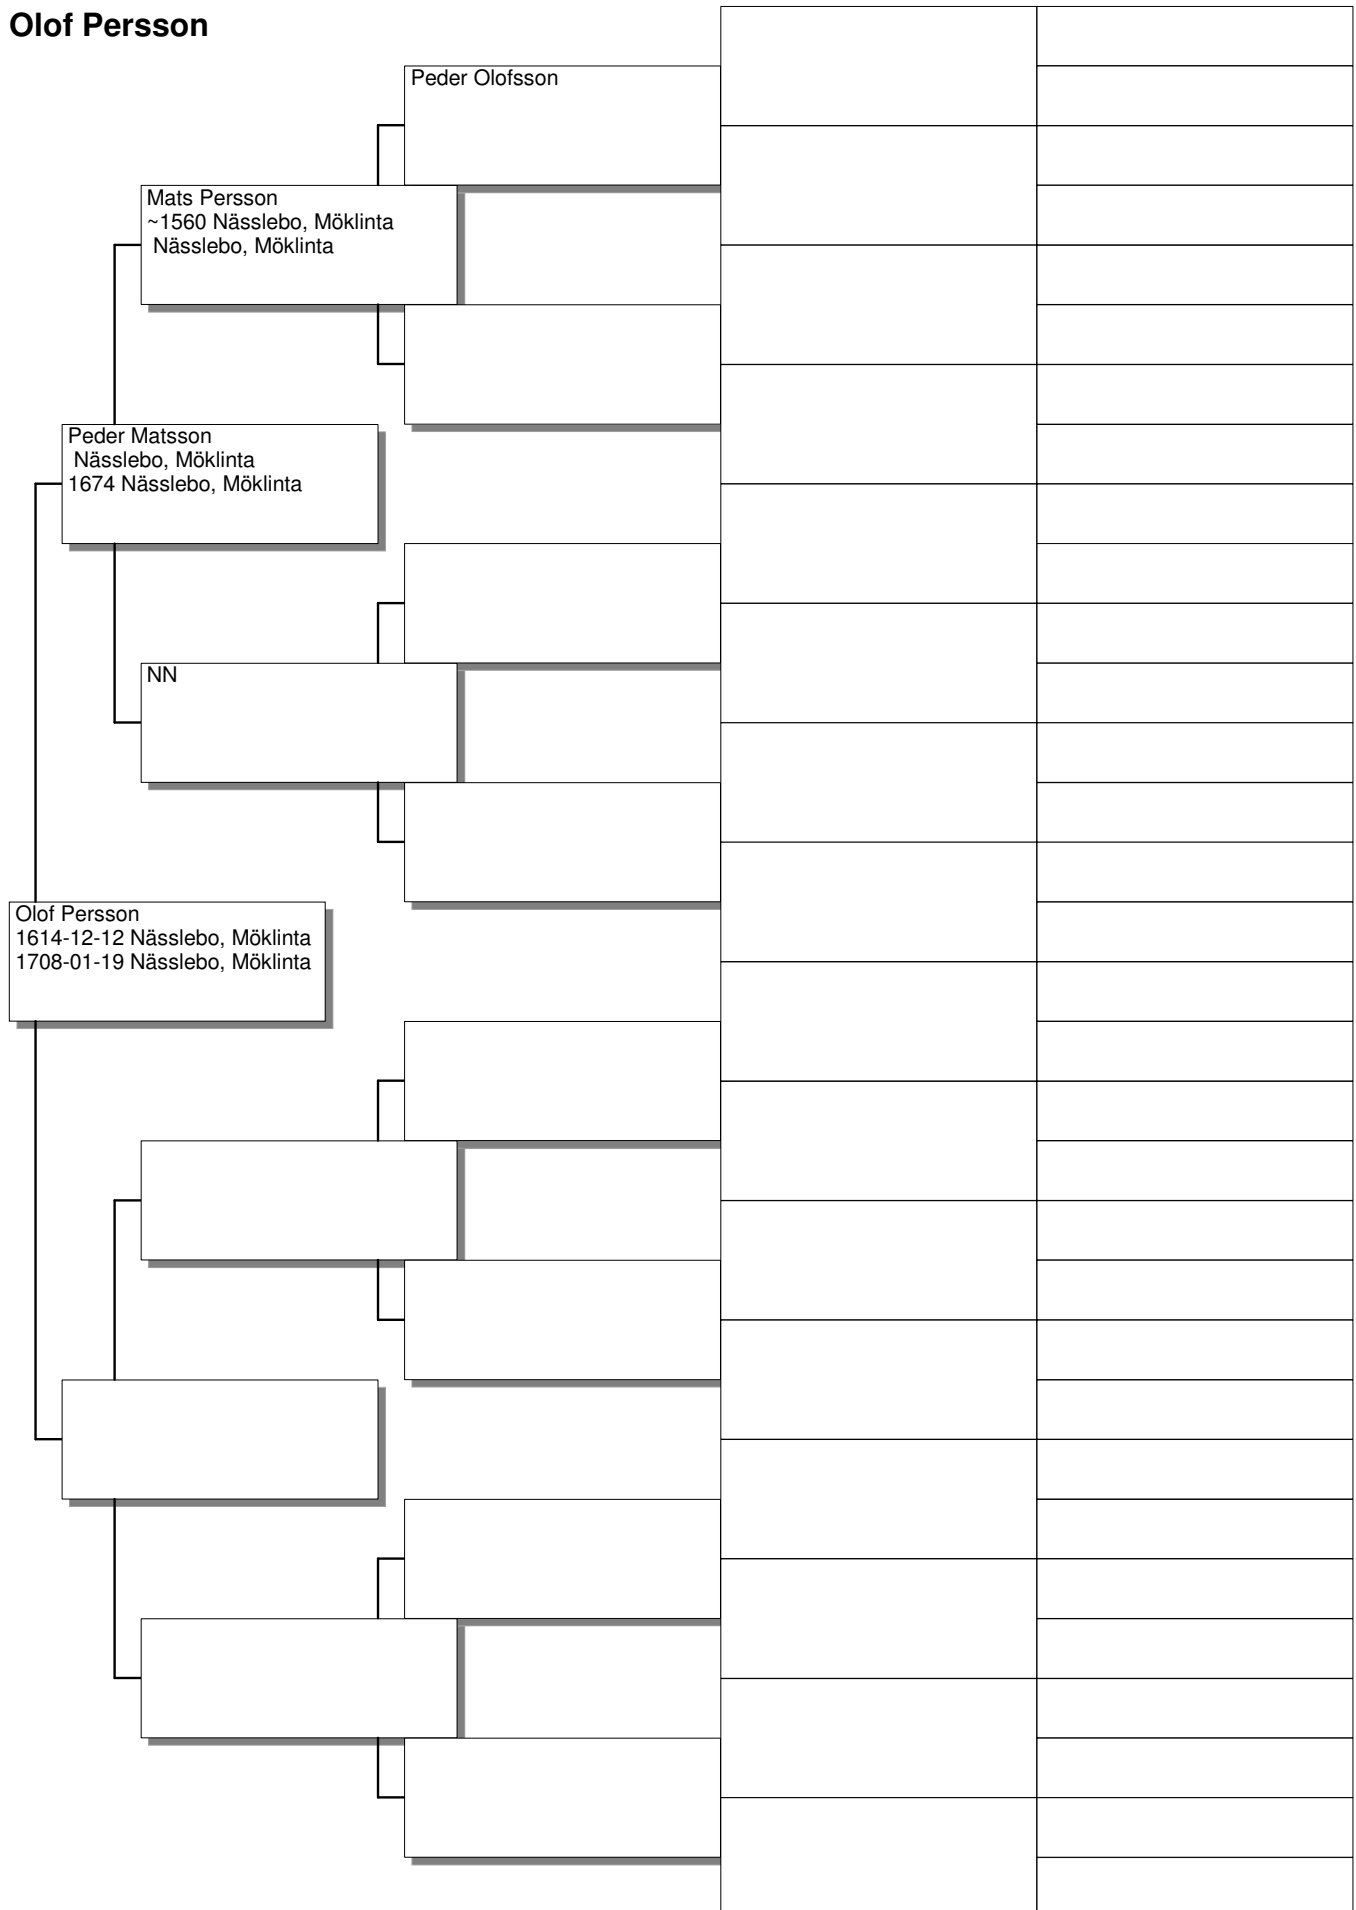 Olof Persson
Peder Olofsson
Mats Persson
~1560 Nässlebo, Möklinta
Nässlebo, Möklinta
Peder Matsson
Nässlebo, Möklinta
1674 Nässlebo, Möklinta
NN
Olof Persson
1614-12-12 Nässlebo, Möklinta
1708-01-19 Nässlebo, Möklinta